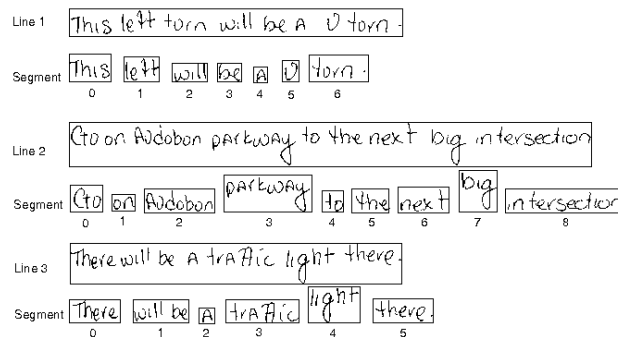 Line 1 This left turn will be A U turn.
Segment This left will be A U turn.
0 1 2 3 4 5 6
Line 2 Go on Audobon parkway to the next big intersection
Segment Go on Audobon parkway to the next big intersection
0 1 2 3 4 5 6 7 8
Line 3 There will be A traffic light there.
Segment There will be A traffic light there.
0 1 2 3 4 5